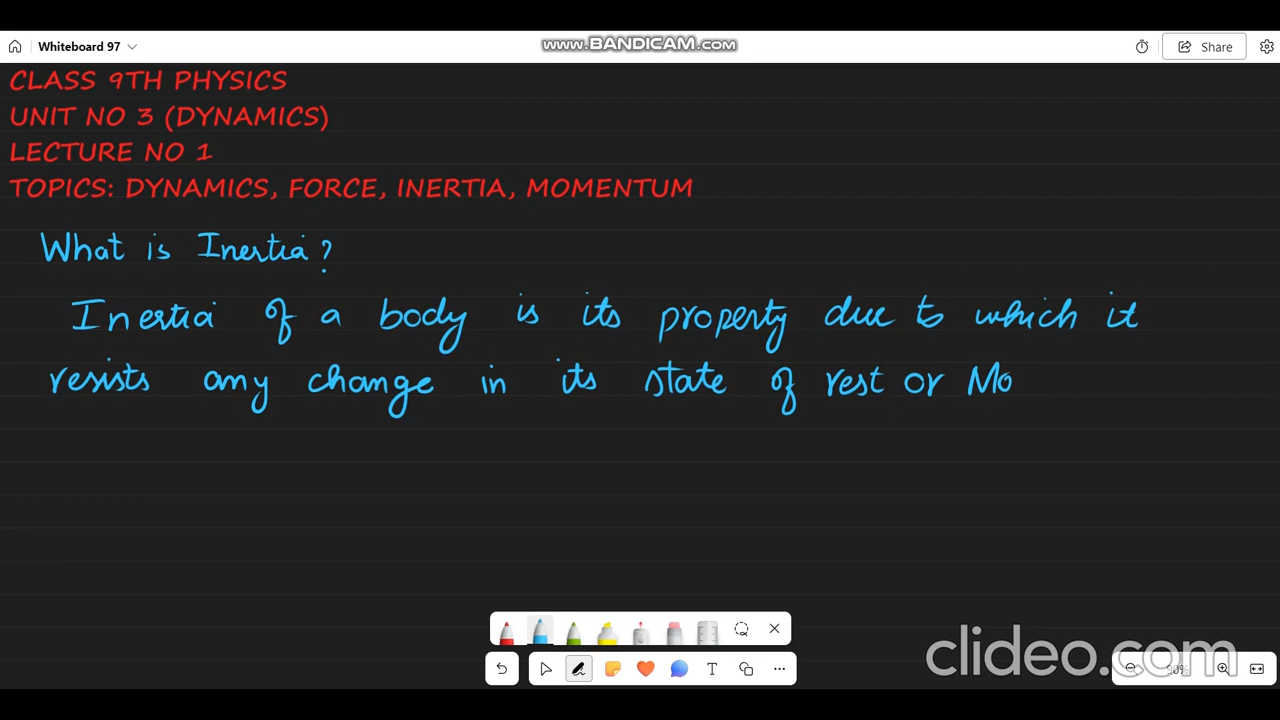 Whiteboard 97
www.BANDICAM.com
Share
CLASS 9TH PHYSICS
UNIT NO 3 (DYNAMICS)
LECTURE NO 1
TOPICS: DYNAMICS, FORCE, INERTIA, MOMENTUM
What is Inertia?
Inertia of a body is its property due to which it
resists any change in its state of rest or Mo
clideo.com
90%